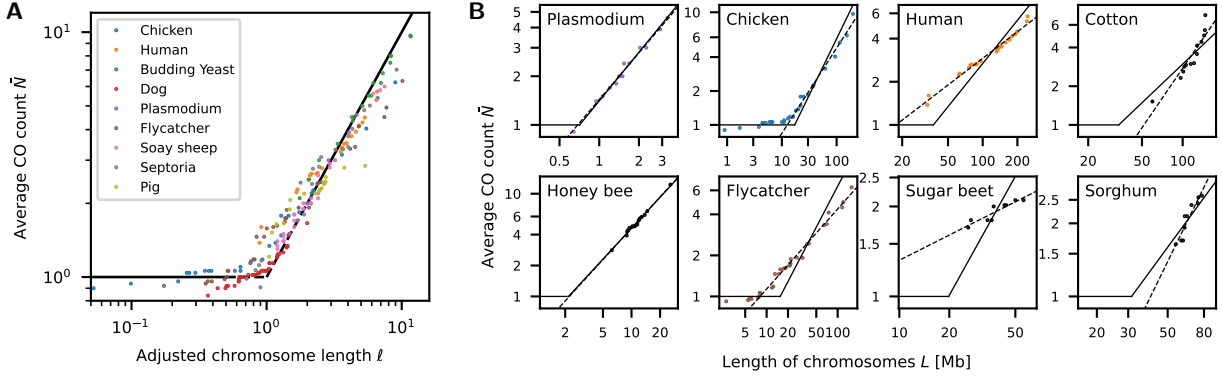 A
Average CO count N̄
10¹
10⁰
Chicken
Human
Budding Yeast
Dog
Plasmodium
Flycatcher
Soay sheep
Septoria
Pig
10⁻¹ 10⁰ 10¹
Adjusted chromosome length ℓ
B
Average CO count N̄
Plasmodium
5
4
3
2
1
0.5 1 2 3
Chicken
10
6
4
2
1
1 3 10 30 100
Human
6
4
2
1
20 50 100 200
Cotton
6
4
2
1
50 100
Honey bee
10
6
4
2
1
2 5 10 20
Flycatcher
6
4
2
1
5 10 20 50 100
Sugar beet
2.5
2
1.5
1
10 20 50
Sorghum
2.5
2
1.5
1
20 30 50 80
Length of chromosomes L [Mb]